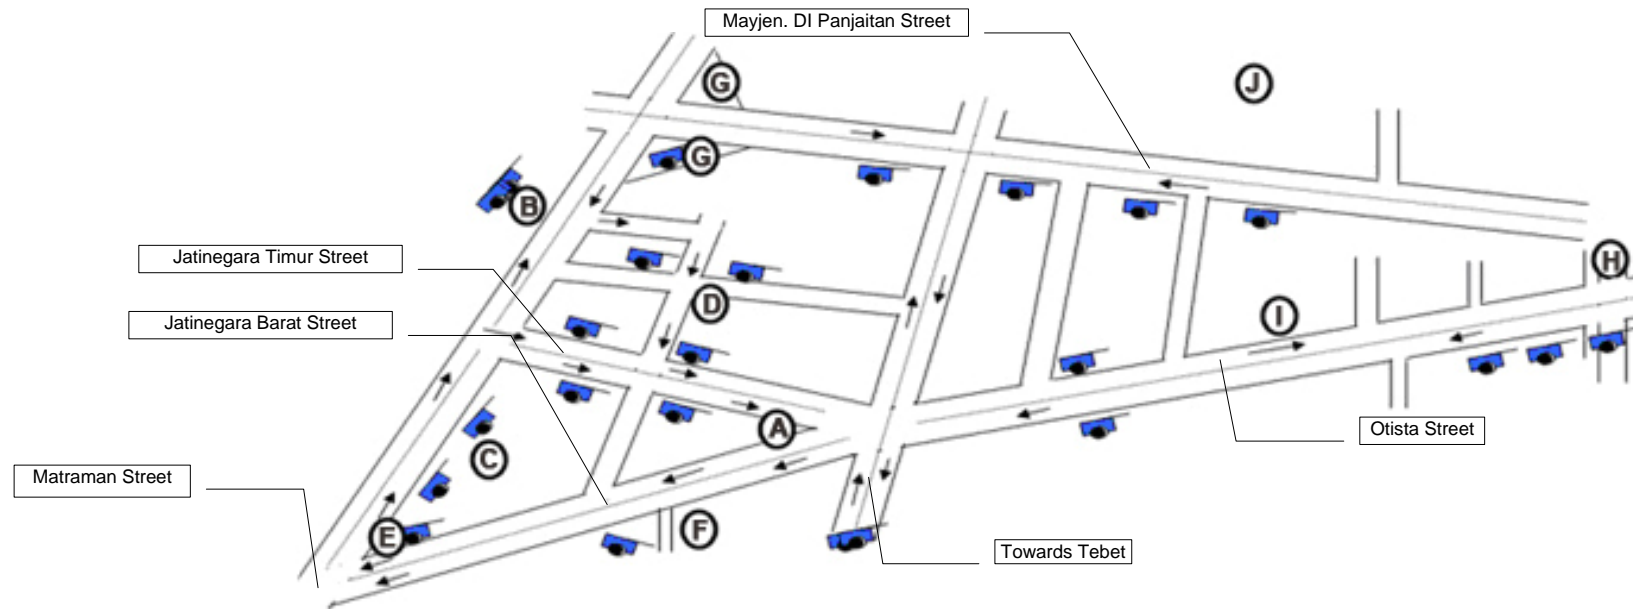 Mayjen. DI Panjaitan Street
G
J
G
B
Jatinegara Timur Street
H
D
Jatinegara Barat Street
I
A
Otista Street
C
Matraman Street
E
F
Towards Tebet